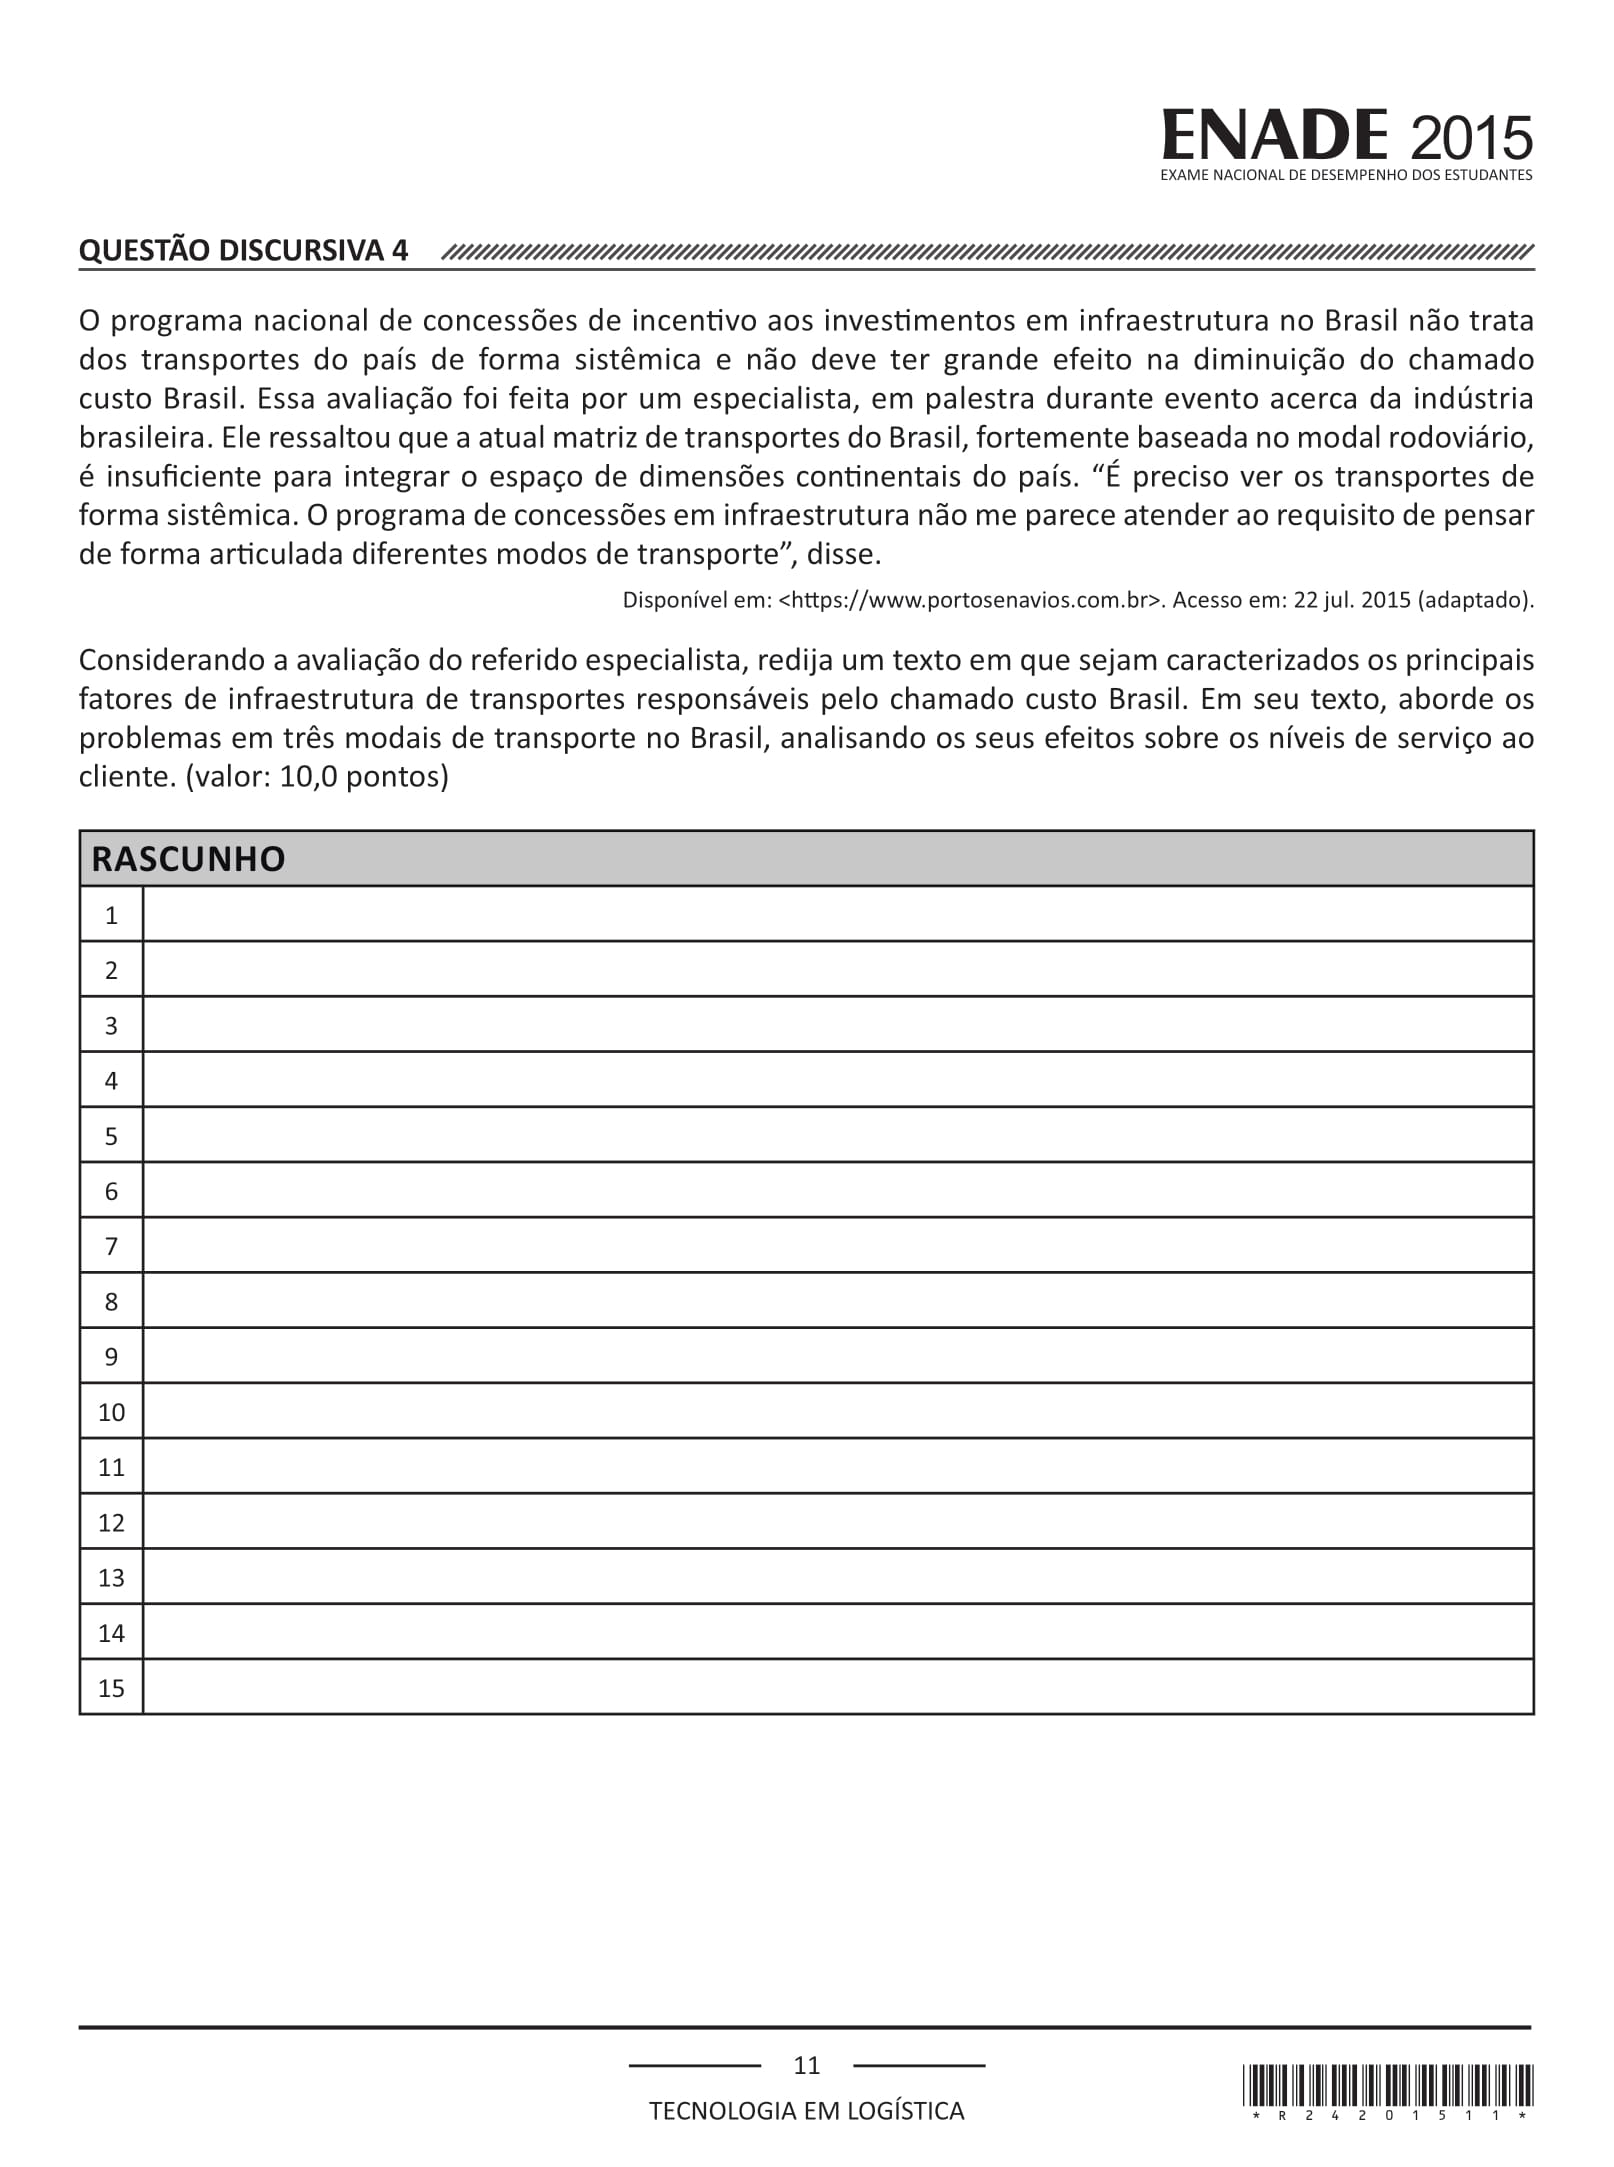 ENADE 2015
EXAME NACIONAL DE DESEMPENHO DOS ESTUDANTES
QUESTÃO DISCURSIVA 4
O programa nacional de concessões de incentivo aos investimentos em infraestrutura no Brasil não trata
dos transportes do país de forma sistêmica e não deve ter grande efeito na diminuição do chamado
custo Brasil. Essa avaliação foi feita por um especialista, em palestra durante evento acerca da indústria
brasileira. Ele ressaltou que a atual matriz de transportes do Brasil, fortemente baseada no modal rodoviário,
é insuficiente para integrar o espaço de dimensões continentais do país. “É preciso ver os transportes de
forma sistêmica. O programa de concessões em infraestrutura não me parece atender ao requisito de pensar
de forma articulada diferentes modos de transporte”, disse.
Disponível em: <https://www.portosenavios.com.br>. Acesso em: 22 jul. 2015 (adaptado).
Considerando a avaliação do referido especialista, redija um texto em que sejam caracterizados os principais
fatores de infraestrutura de transportes responsáveis pelo chamado custo Brasil. Em seu texto, aborde os
problemas em três modais de transporte no Brasil, analisando os seus efeitos sobre os níveis de serviço ao
cliente. (valor: 10,0 pontos)
RASCUNHO
1
2
3
4
5
6
7
8
9
10
11
12
13
14
15
11
TECNOLOGIA EM LOGÍSTICA
* R 2 4 2 0 1 5 1 1 *